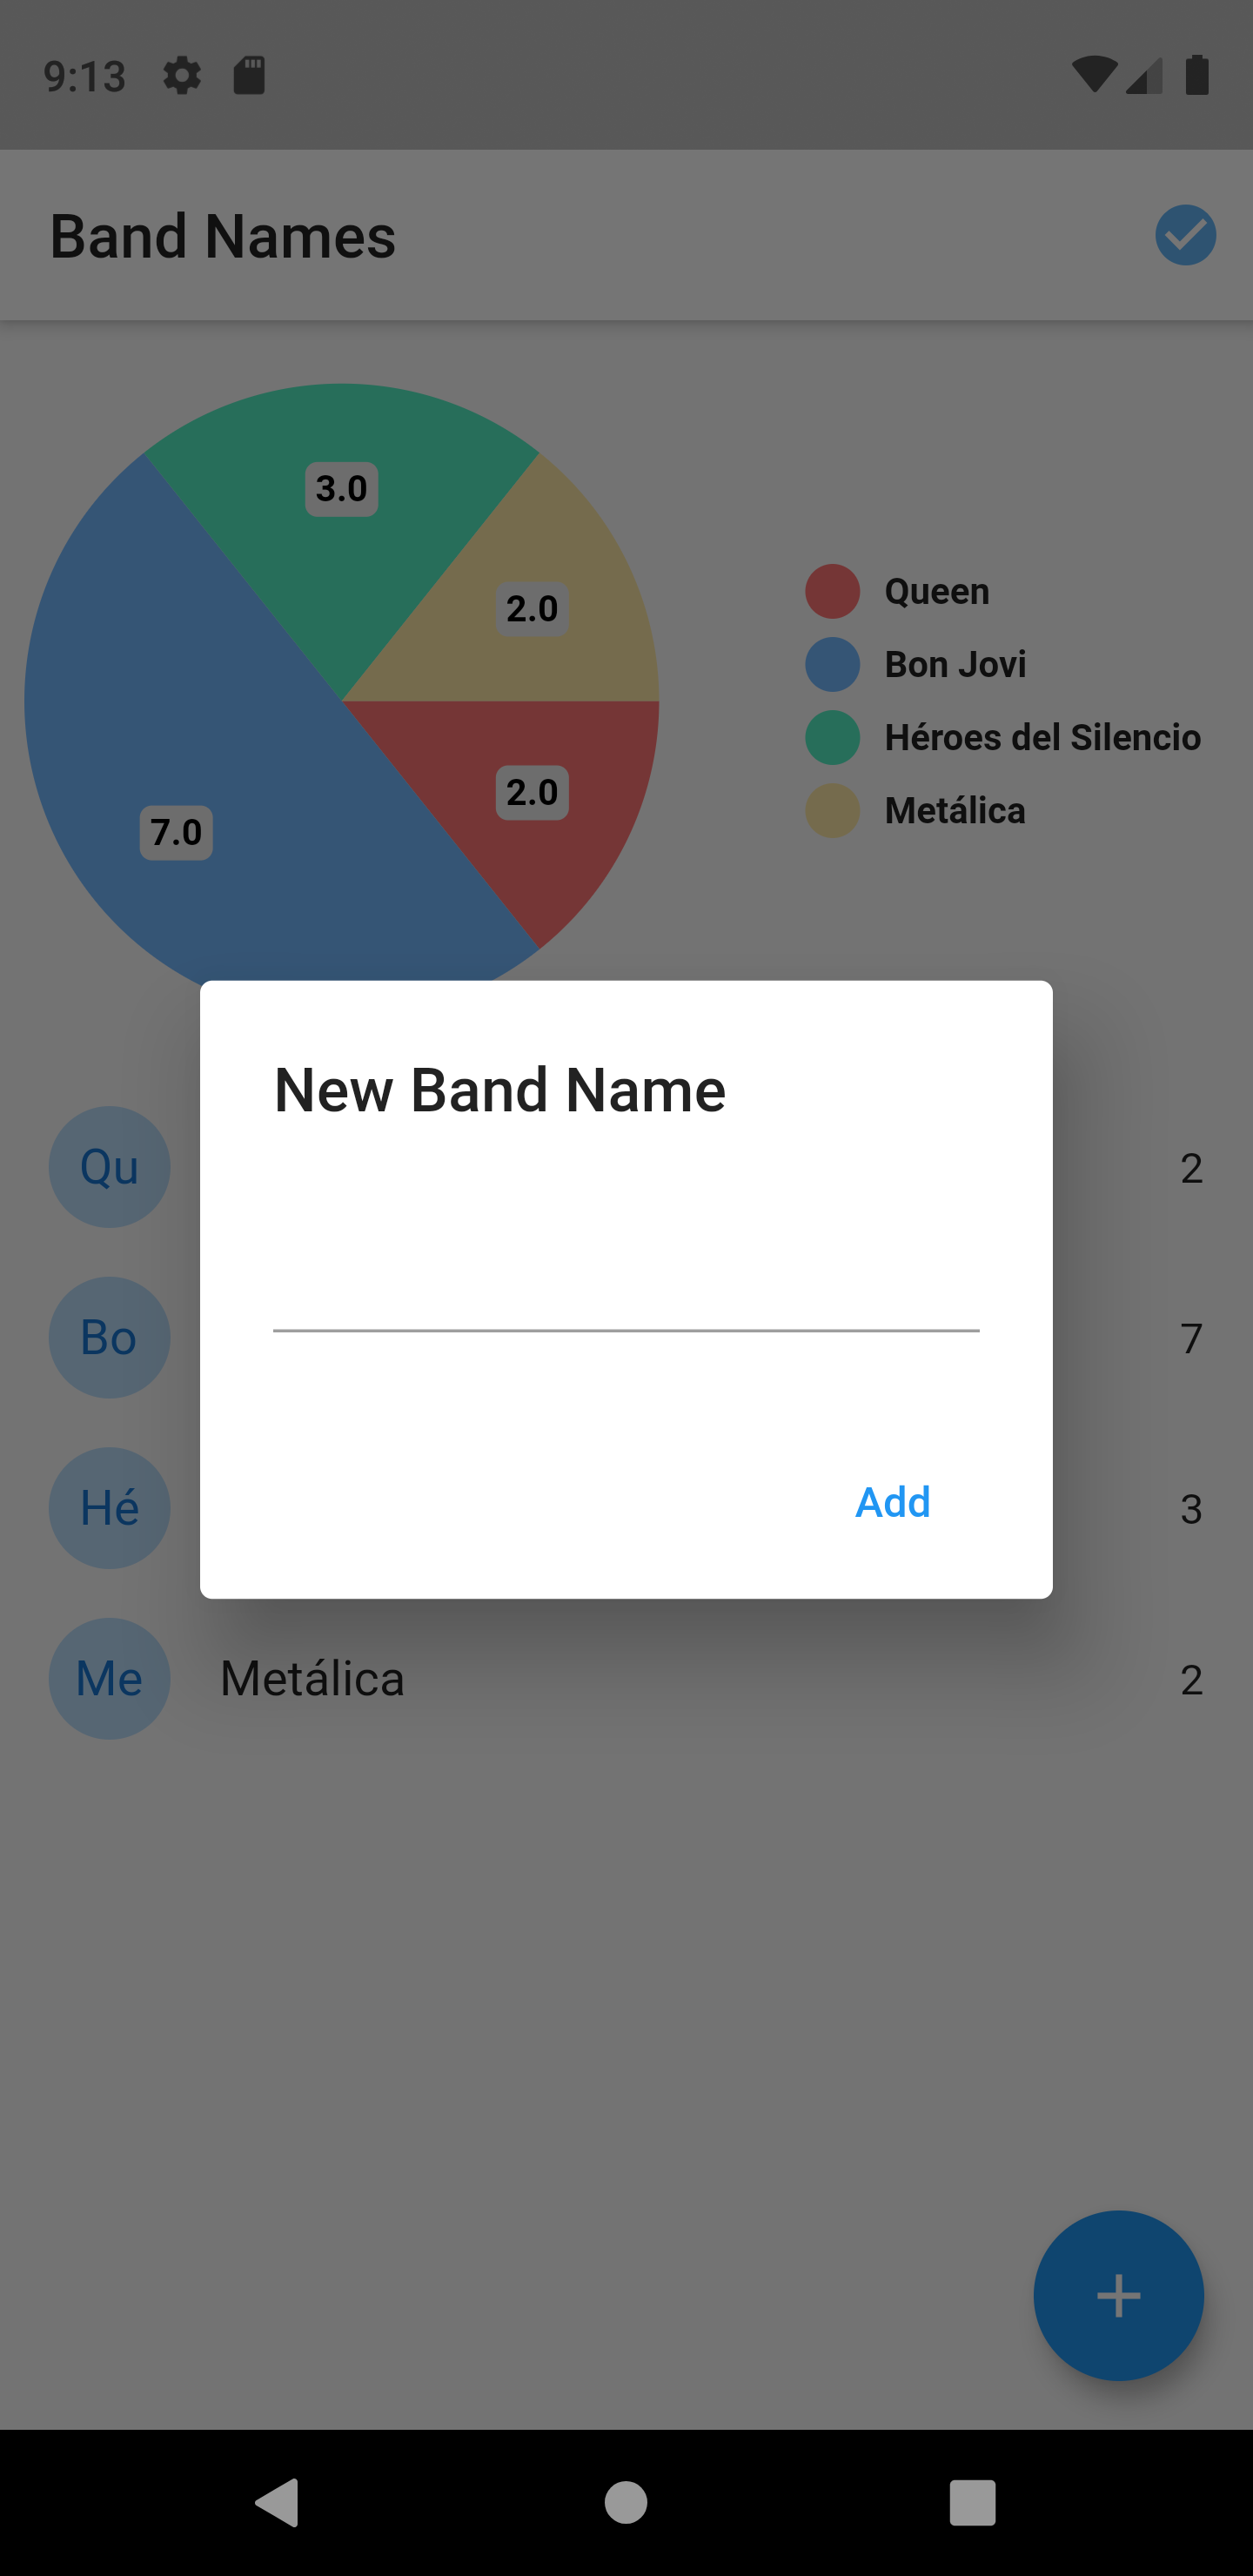 9:13
Band Names
3.0
2.0
2.0
7.0
Queen
Bon Jovi
Héroes del Silencio
Metálica
New Band Name
Add
Qu 2
Bo 7
Hé 3
Me Metálica 2